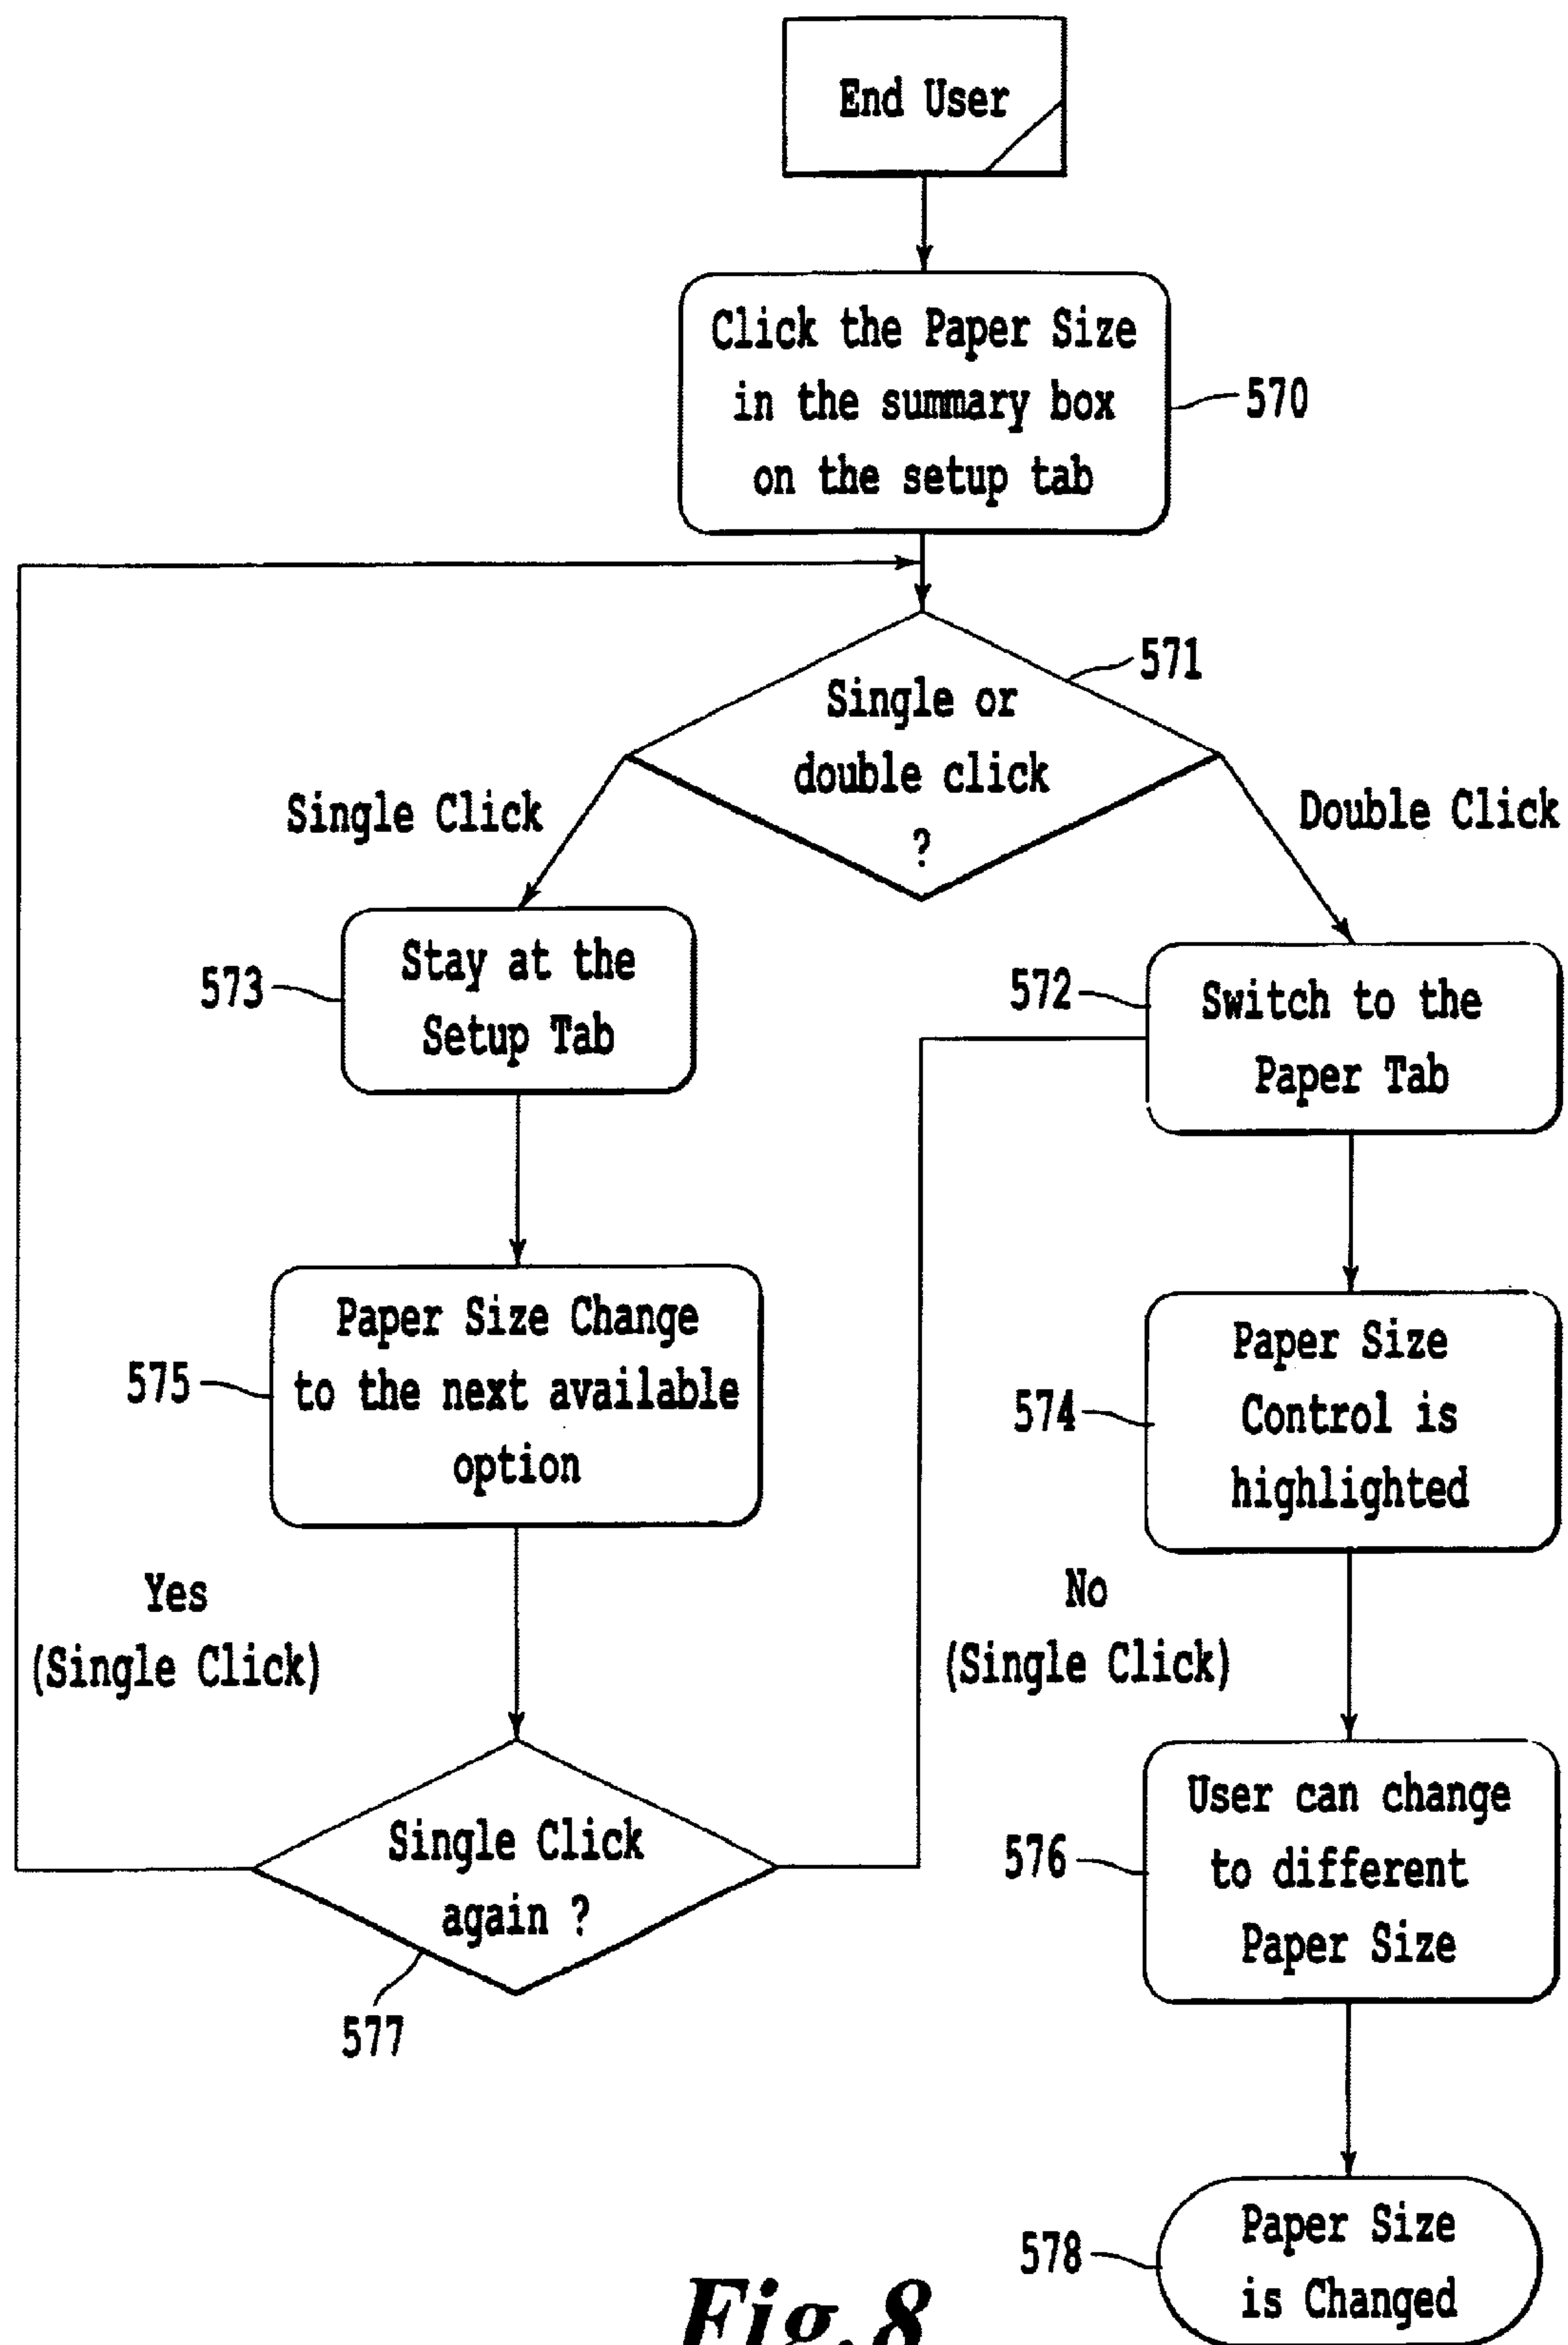 End User
Click the Paper Size
in the summary box
on the setup tab
570
571
Single or
double click
?
Single Click
Double Click
573
Stay at the
Setup Tab
572
Switch to the
Paper Tab
575
Paper Size Change
to the next available
option
574
Paper Size
Control is
highlighted
Yes
(Single Click)
No
(Single Click)
Single Click
again ?
577
576
User can change
to different
Paper Size
578
Paper Size
is Changed
Fig.8